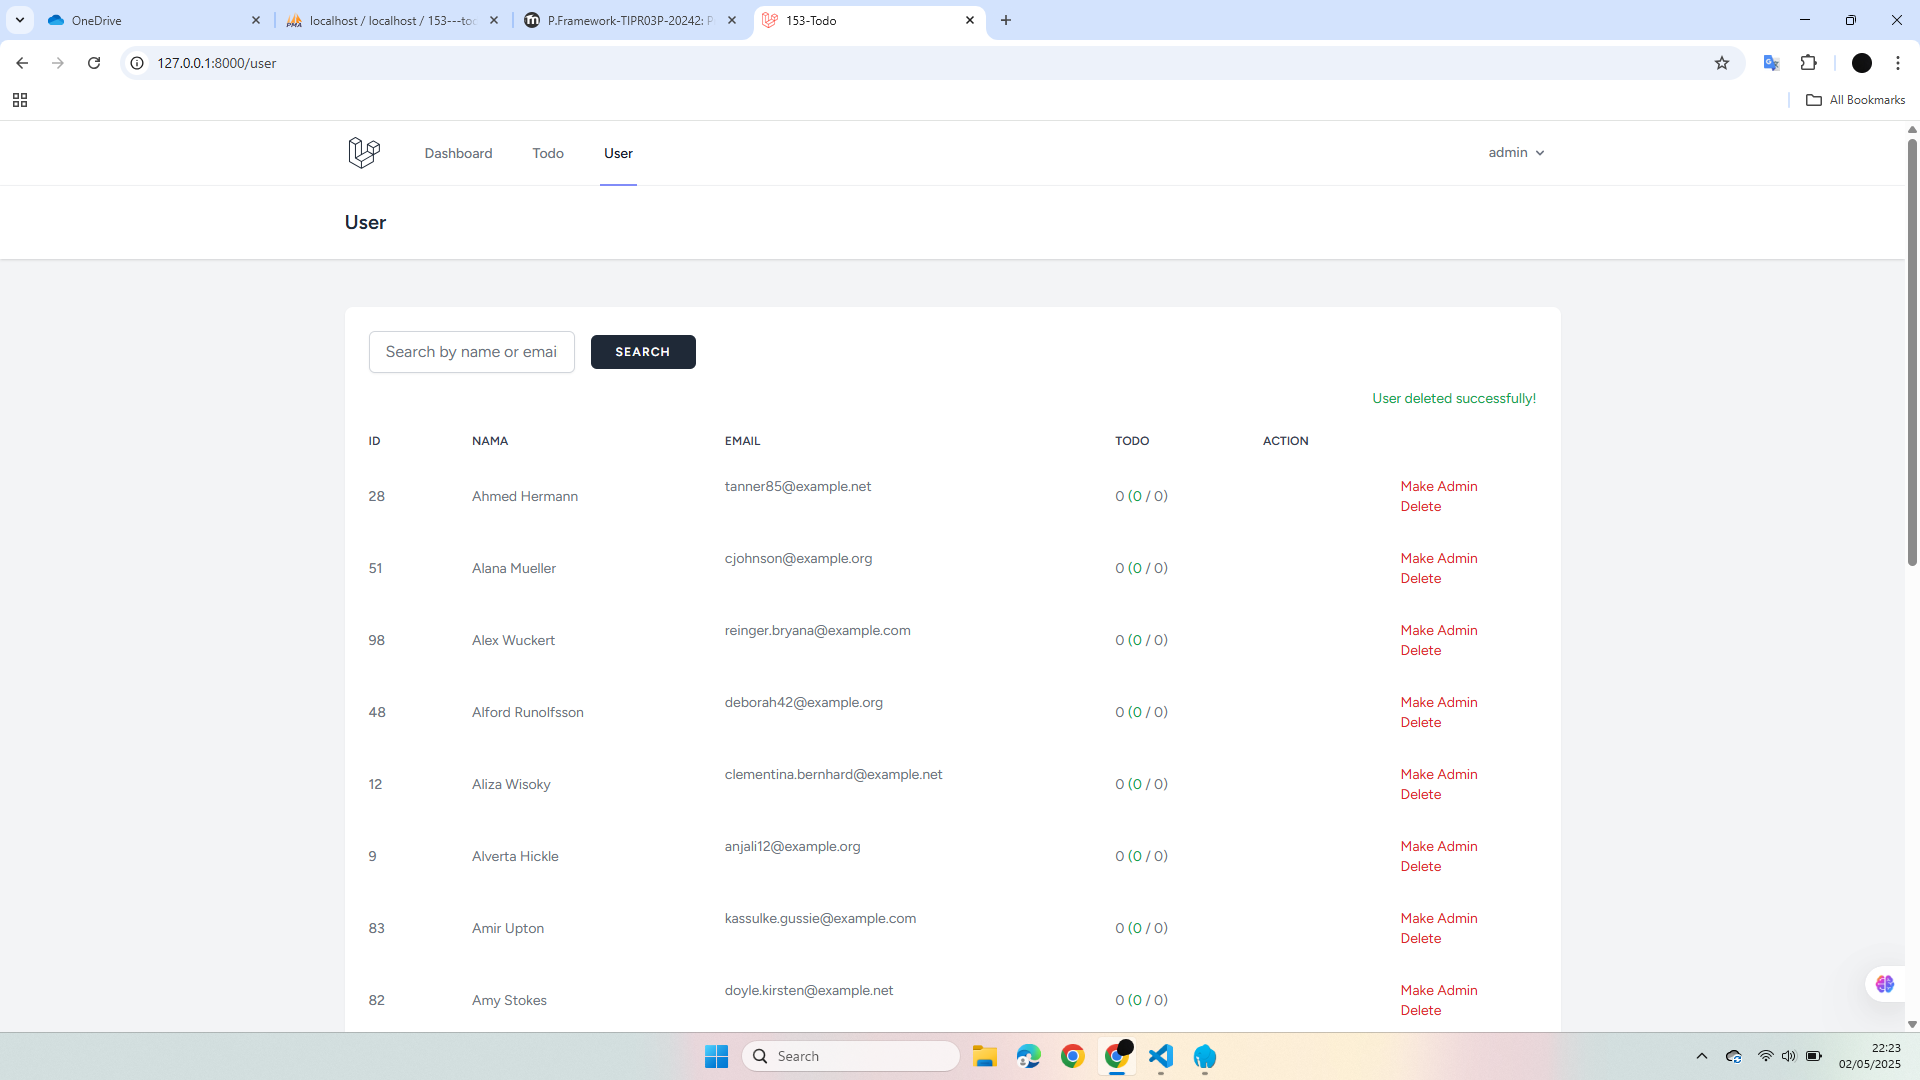 OneDrive
localhost / localhost / 153---tod
P.Framework-TIPR03P-20242: P
153-Todo
127.0.0.1:8000/user
All Bookmarks
Dashboard
Todo
User
admin
User
Search by name or emai
SEARCH
User deleted successfully!
ID NAMA EMAIL TODO ACTION
28 Ahmed Hermann tanner85@example.net 0 (0 / 0) Make Admin
Delete
51 Alana Mueller cjohnson@example.org 0 (0 / 0) Make Admin
Delete
98 Alex Wuckert reinger.bryana@example.com 0 (0 / 0) Make Admin
Delete
48 Alford Runolfsson deborah42@example.org 0 (0 / 0) Make Admin
Delete
12 Aliza Wisoky clementina.bernhard@example.net 0 (0 / 0) Make Admin
Delete
9 Alverta Hickle anjali12@example.org 0 (0 / 0) Make Admin
Delete
83 Amir Upton kassulke.gussie@example.com 0 (0 / 0) Make Admin
Delete
82 Amy Stokes doyle.kirsten@example.net 0 (0 / 0) Make Admin
Delete
Search
22:23
02/05/2025